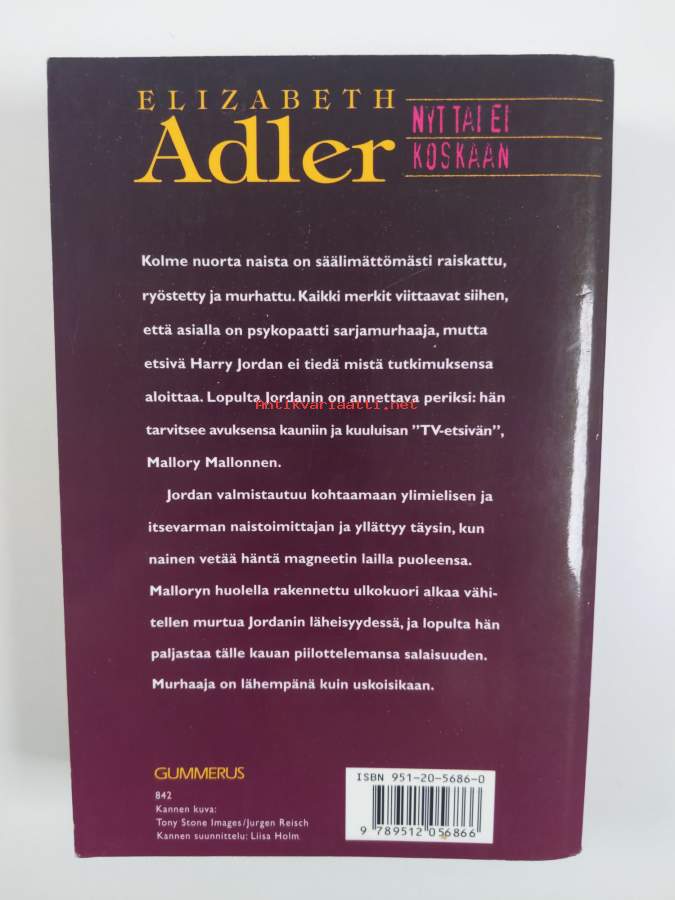 ELIZABETH
Adler
NYT TAI EI
KOSKAAN
Kolme nuorta naista on säälimättömästi raiskattu,
ryöstetty ja murhattu. Kaikki merkit viittaavat siihen,
että asialla on psykopaatti sarjamurhaaja, mutta
etsivä Harry Jordan ei tiedä mistä tutkimuksensa
aloittaa. Lopulta Jordanin on annettava periksi: hän
Antikvariaatti.net
tarvitsee avuksensa kauniin ja kuuluisan ”TV-etsivän”,
Mallory Mallonnen.
Jordan valmistautuu kohtaamaan ylimielisen ja
itsevarman naistoimittajan ja yllättyy täysin, kun
nainen vetää häntä magneetin lailla puoleensa.
Malloryn huolella rakennettu ulkokuori alkaa vähi-
tellen murtua Jordanin läheisyydessä, ja lopulta hän
paljastaa tälle kauan piilottelemansa salaisuuden.
Murhaaja on lähempänä kuin uskoisikaan.
GUMMERUS
842
Kannen kuva:
Tony Stone Images/Jurgen Reisch
Kannen suunnittelu: Liisa Holm
ISBN 951-20-5686-0
9 789512 056866